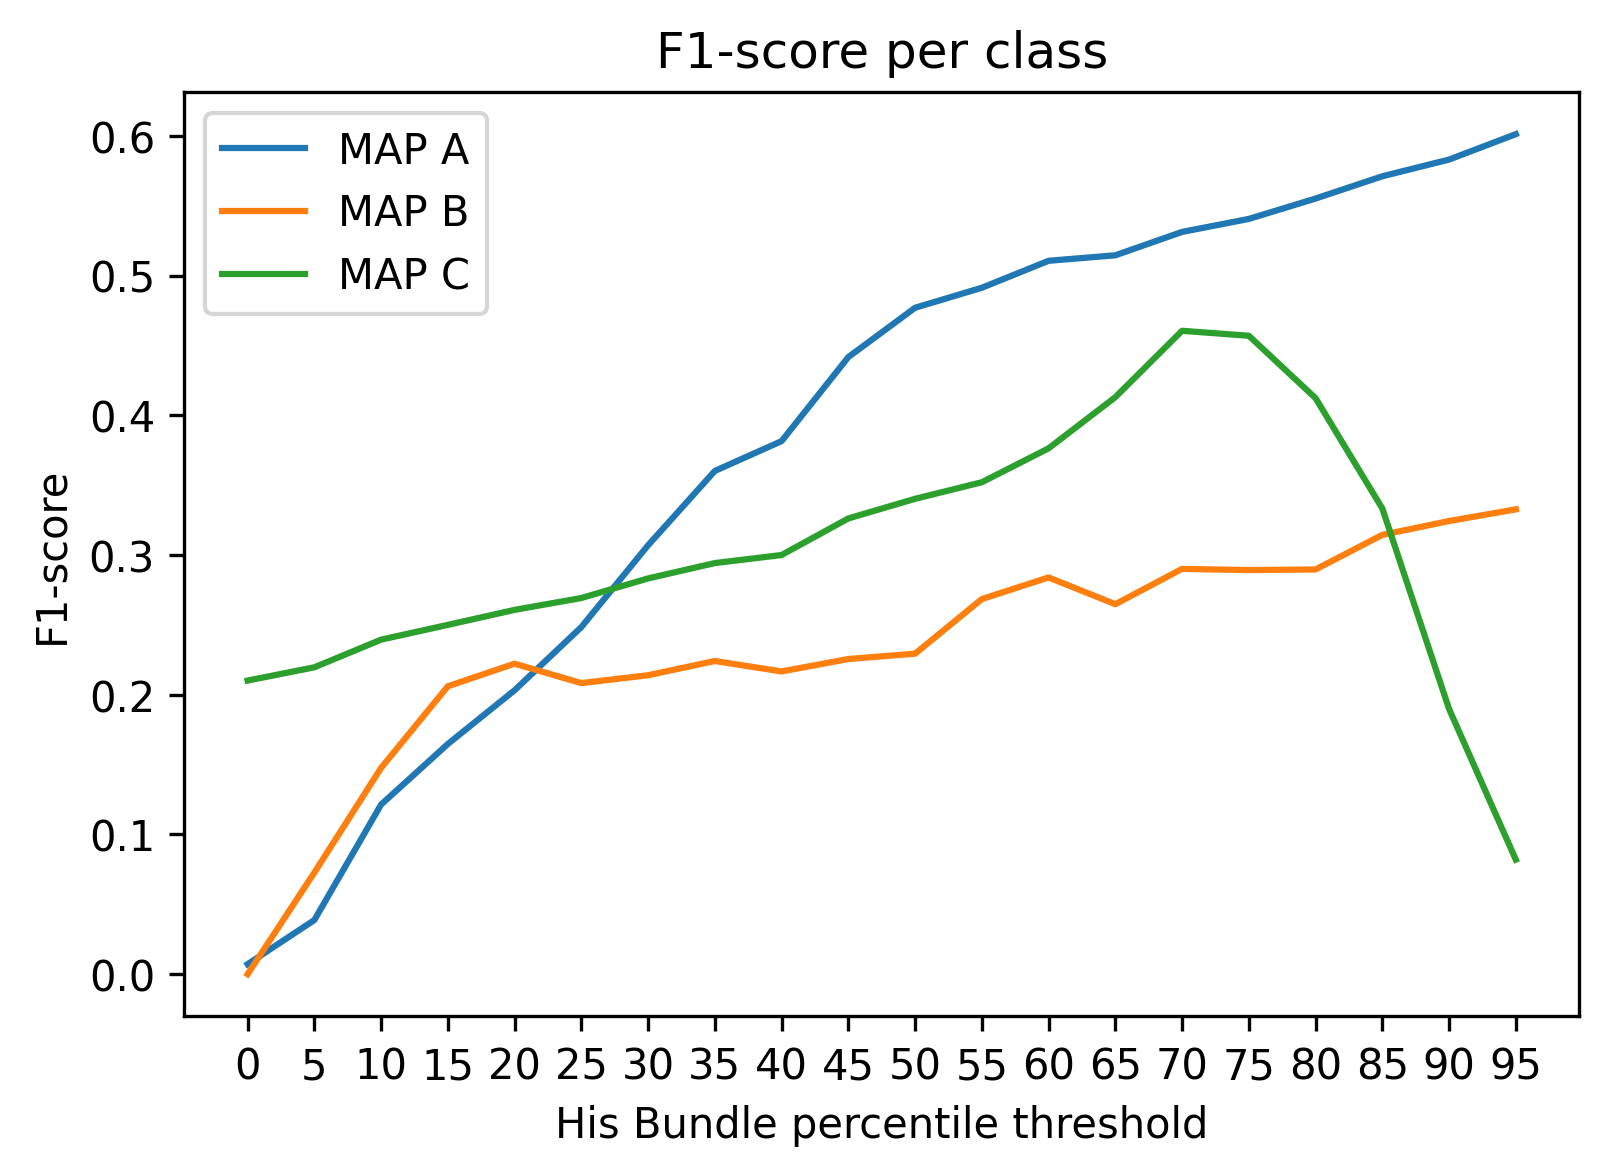 F1-score per class
MAP A
MAP B
MAP C
F1-score
0.6
0.5
0.4
0.3
0.2
0.1
0.0
0 5 10 15 20 25 30 35 40 45 50 55 60 65 70 75 80 85 90 95
His Bundle percentile threshold